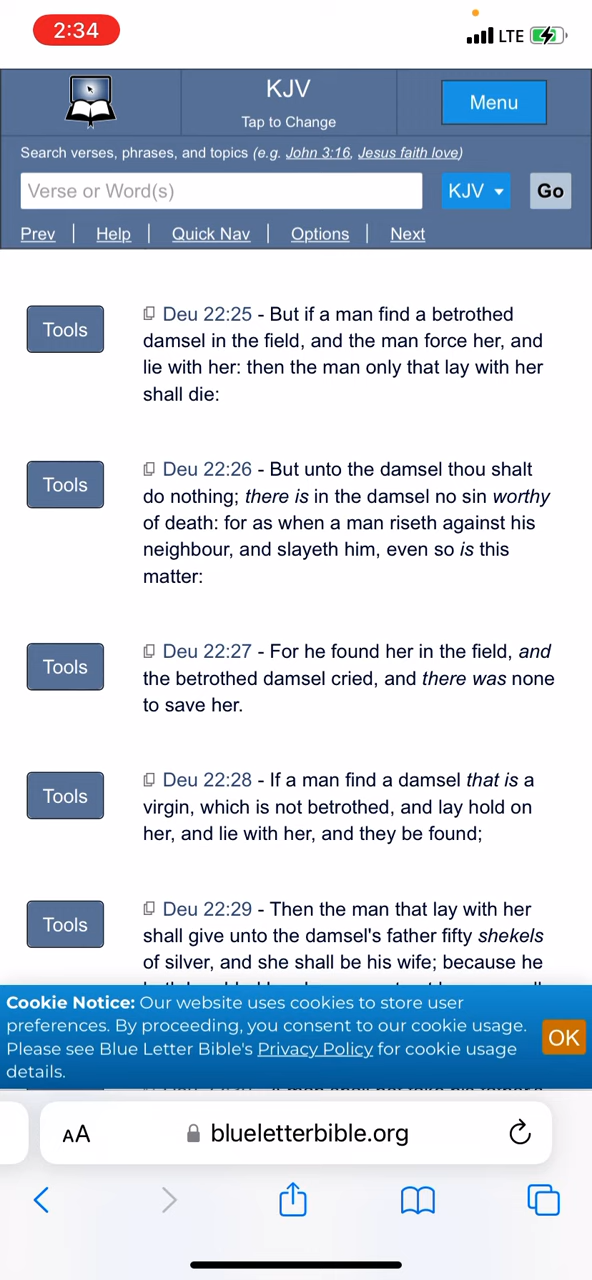 2:34
LTE
KJV
Tap to Change
Menu
Search verses, phrases, and topics (e.g. John 3:16, Jesus faith love)
Verse or Word(s)
KJV
Go
Prev | Help | Quick Nav | Options | Next
Tools
Deu 22:25 - But if a man find a betrothed
damsel in the field, and the man force her, and
lie with her: then the man only that lay with her
shall die:
Tools
Deu 22:26 - But unto the damsel thou shalt
do nothing; there is in the damsel no sin worthy
of death: for as when a man riseth against his
neighbour, and slayeth him, even so is this
matter:
Tools
Deu 22:27 - For he found her in the field, and
the betrothed damsel cried, and there was none
to save her.
Tools
Deu 22:28 - If a man find a damsel that is a
virgin, which is not betrothed, and lay hold on
her, and lie with her, and they be found;
Tools
Deu 22:29 - Then the man that lay with her
shall give unto the damsel's father fifty shekels
of silver, and she shall be his wife; because he
Cookie Notice: Our website uses cookies to store user
preferences. By proceeding, you consent to our cookie usage.
Please see Blue Letter Bible's Privacy Policy for cookie usage
details.
OK
AA
blueletterbible.org